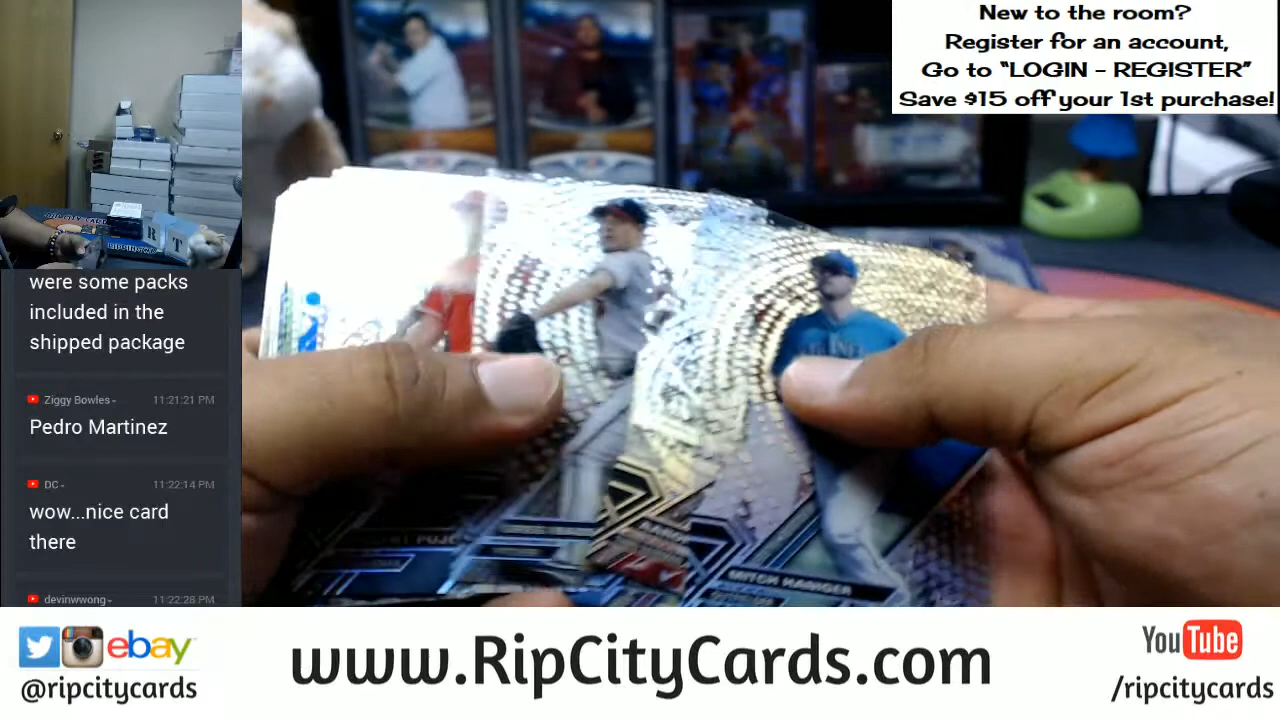 New to the room?
Register for an account,
Go to “LOGIN - REGISTER”
Save $15 off your 1st purchase!
RIP CITY CARDS
R T
were some packs
included in the
shipped package
Ziggy Bowles 11:21:21 PM
Pedro Martinez
DC 11:22:14 PM
wow...nice card
there
devinwwong 11:22:28 PM
MITCH HANIGER
ebay
@ripcitycards
www.RipCityCards.com
YouTube
/ripcitycards